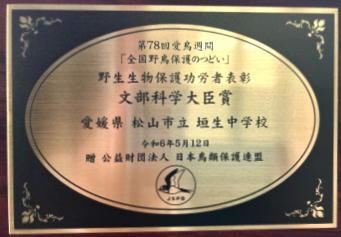 第78回愛鳥週間
「全国野鳥保護のつどい」
野生生物保護功労者表彰
文部科学大臣賞
愛媛県 松山市立 垣生中学校
令和6年5月12日
贈 公益財団法人 日本鳥類保護連盟